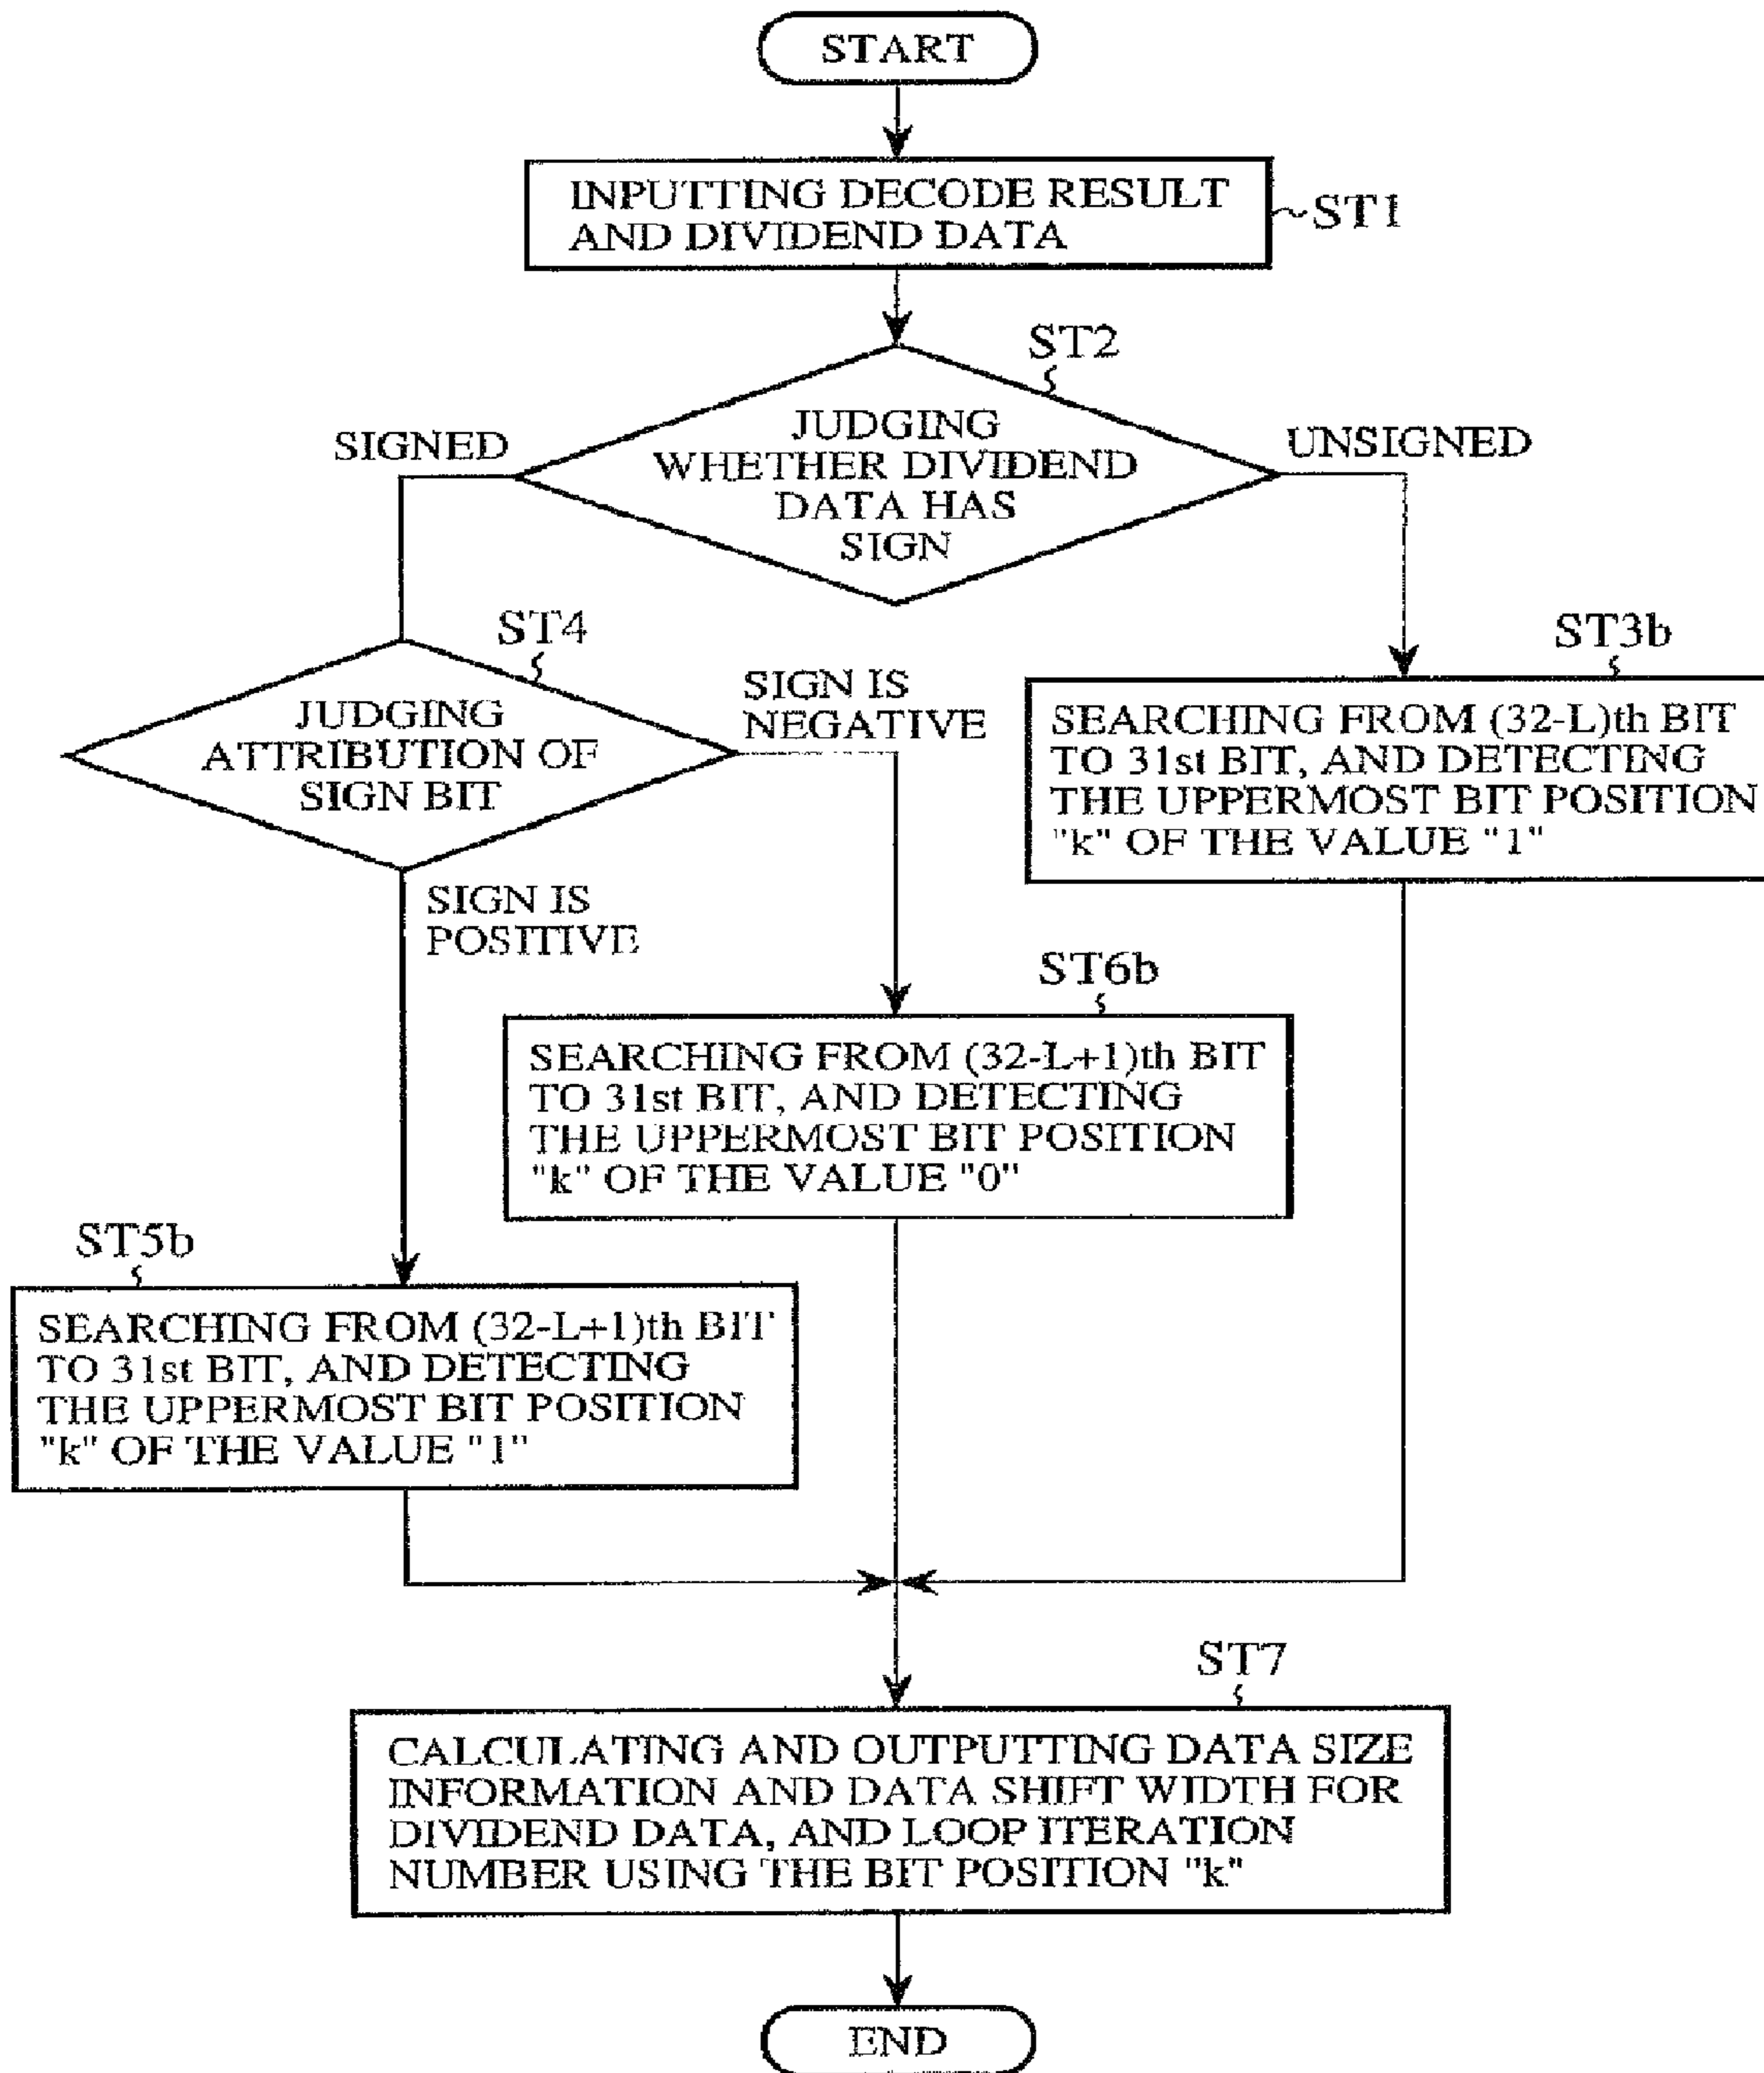 START
INPUTTING DECODE RESULT
AND DIVIDEND DATA
ST1
ST2
JUDGING
WHETHER DIVIDEND
DATA HAS
SIGN
SIGNED
UNSIGNED
ST4
JUDGING
ATTRIBUTION OF
SIGN BIT
SIGN IS
NEGATIVE
SIGN IS
POSITIVE
ST3b
SEARCHING FROM (32-L)th BIT
TO 31st BIT, AND DETECTING
THE UPPERMOST BIT POSITION
"k" OF THE VALUE "1"
ST6b
SEARCHING FROM (32-L+1)th BIT
TO 31st BIT, AND DETECTING
THE UPPERMOST BIT POSITION
"k" OF THE VALUE "0"
ST5b
SEARCHING FROM (32-L+1)th BIT
TO 31st BIT, AND DETECTING
THE UPPERMOST BIT POSITION
"k" OF THE VALUE "1"
ST7
CALCULATING AND OUTPUTTING DATA SIZE
INFORMATION AND DATA SHIFT WIDTH FOR
DIVIDEND DATA, AND LOOP ITERATION
NUMBER USING THE BIT POSITION "k"
END